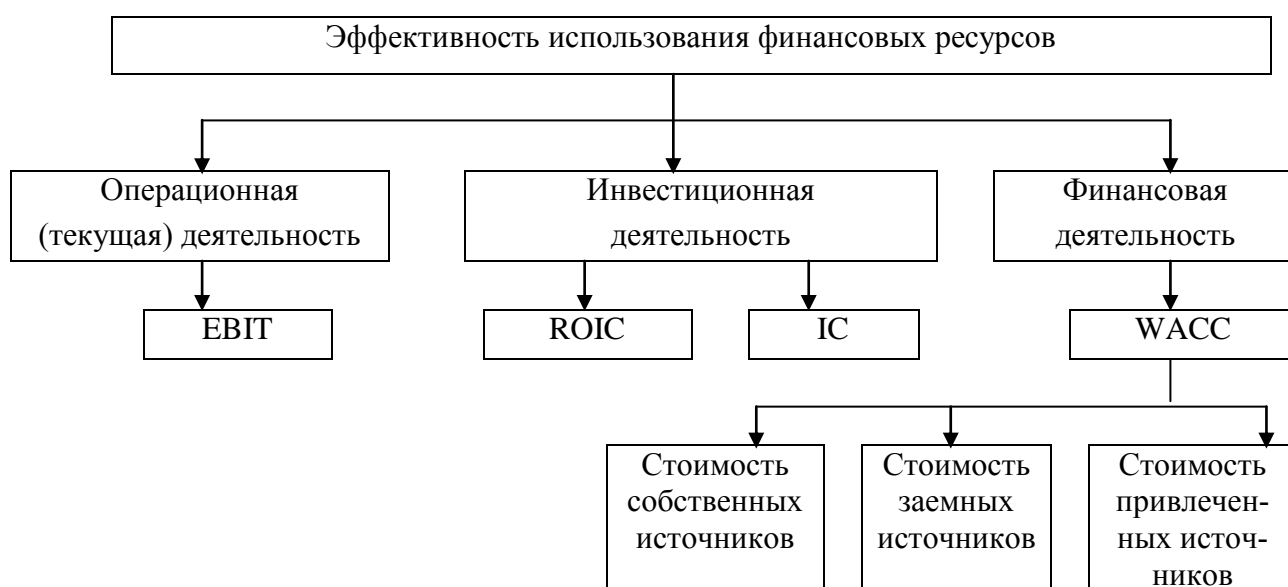 Эффективность использования финансовых ресурсов
Операционная
(текущая) деятельность
Инвестиционная
деятельность
Финансовая
деятельность
EBIT
ROIC
IC
WACC
Стоимость
собственных
источников
Стоимость
заемных
источников
Стоимость
привлечен-
ных источ-
ников